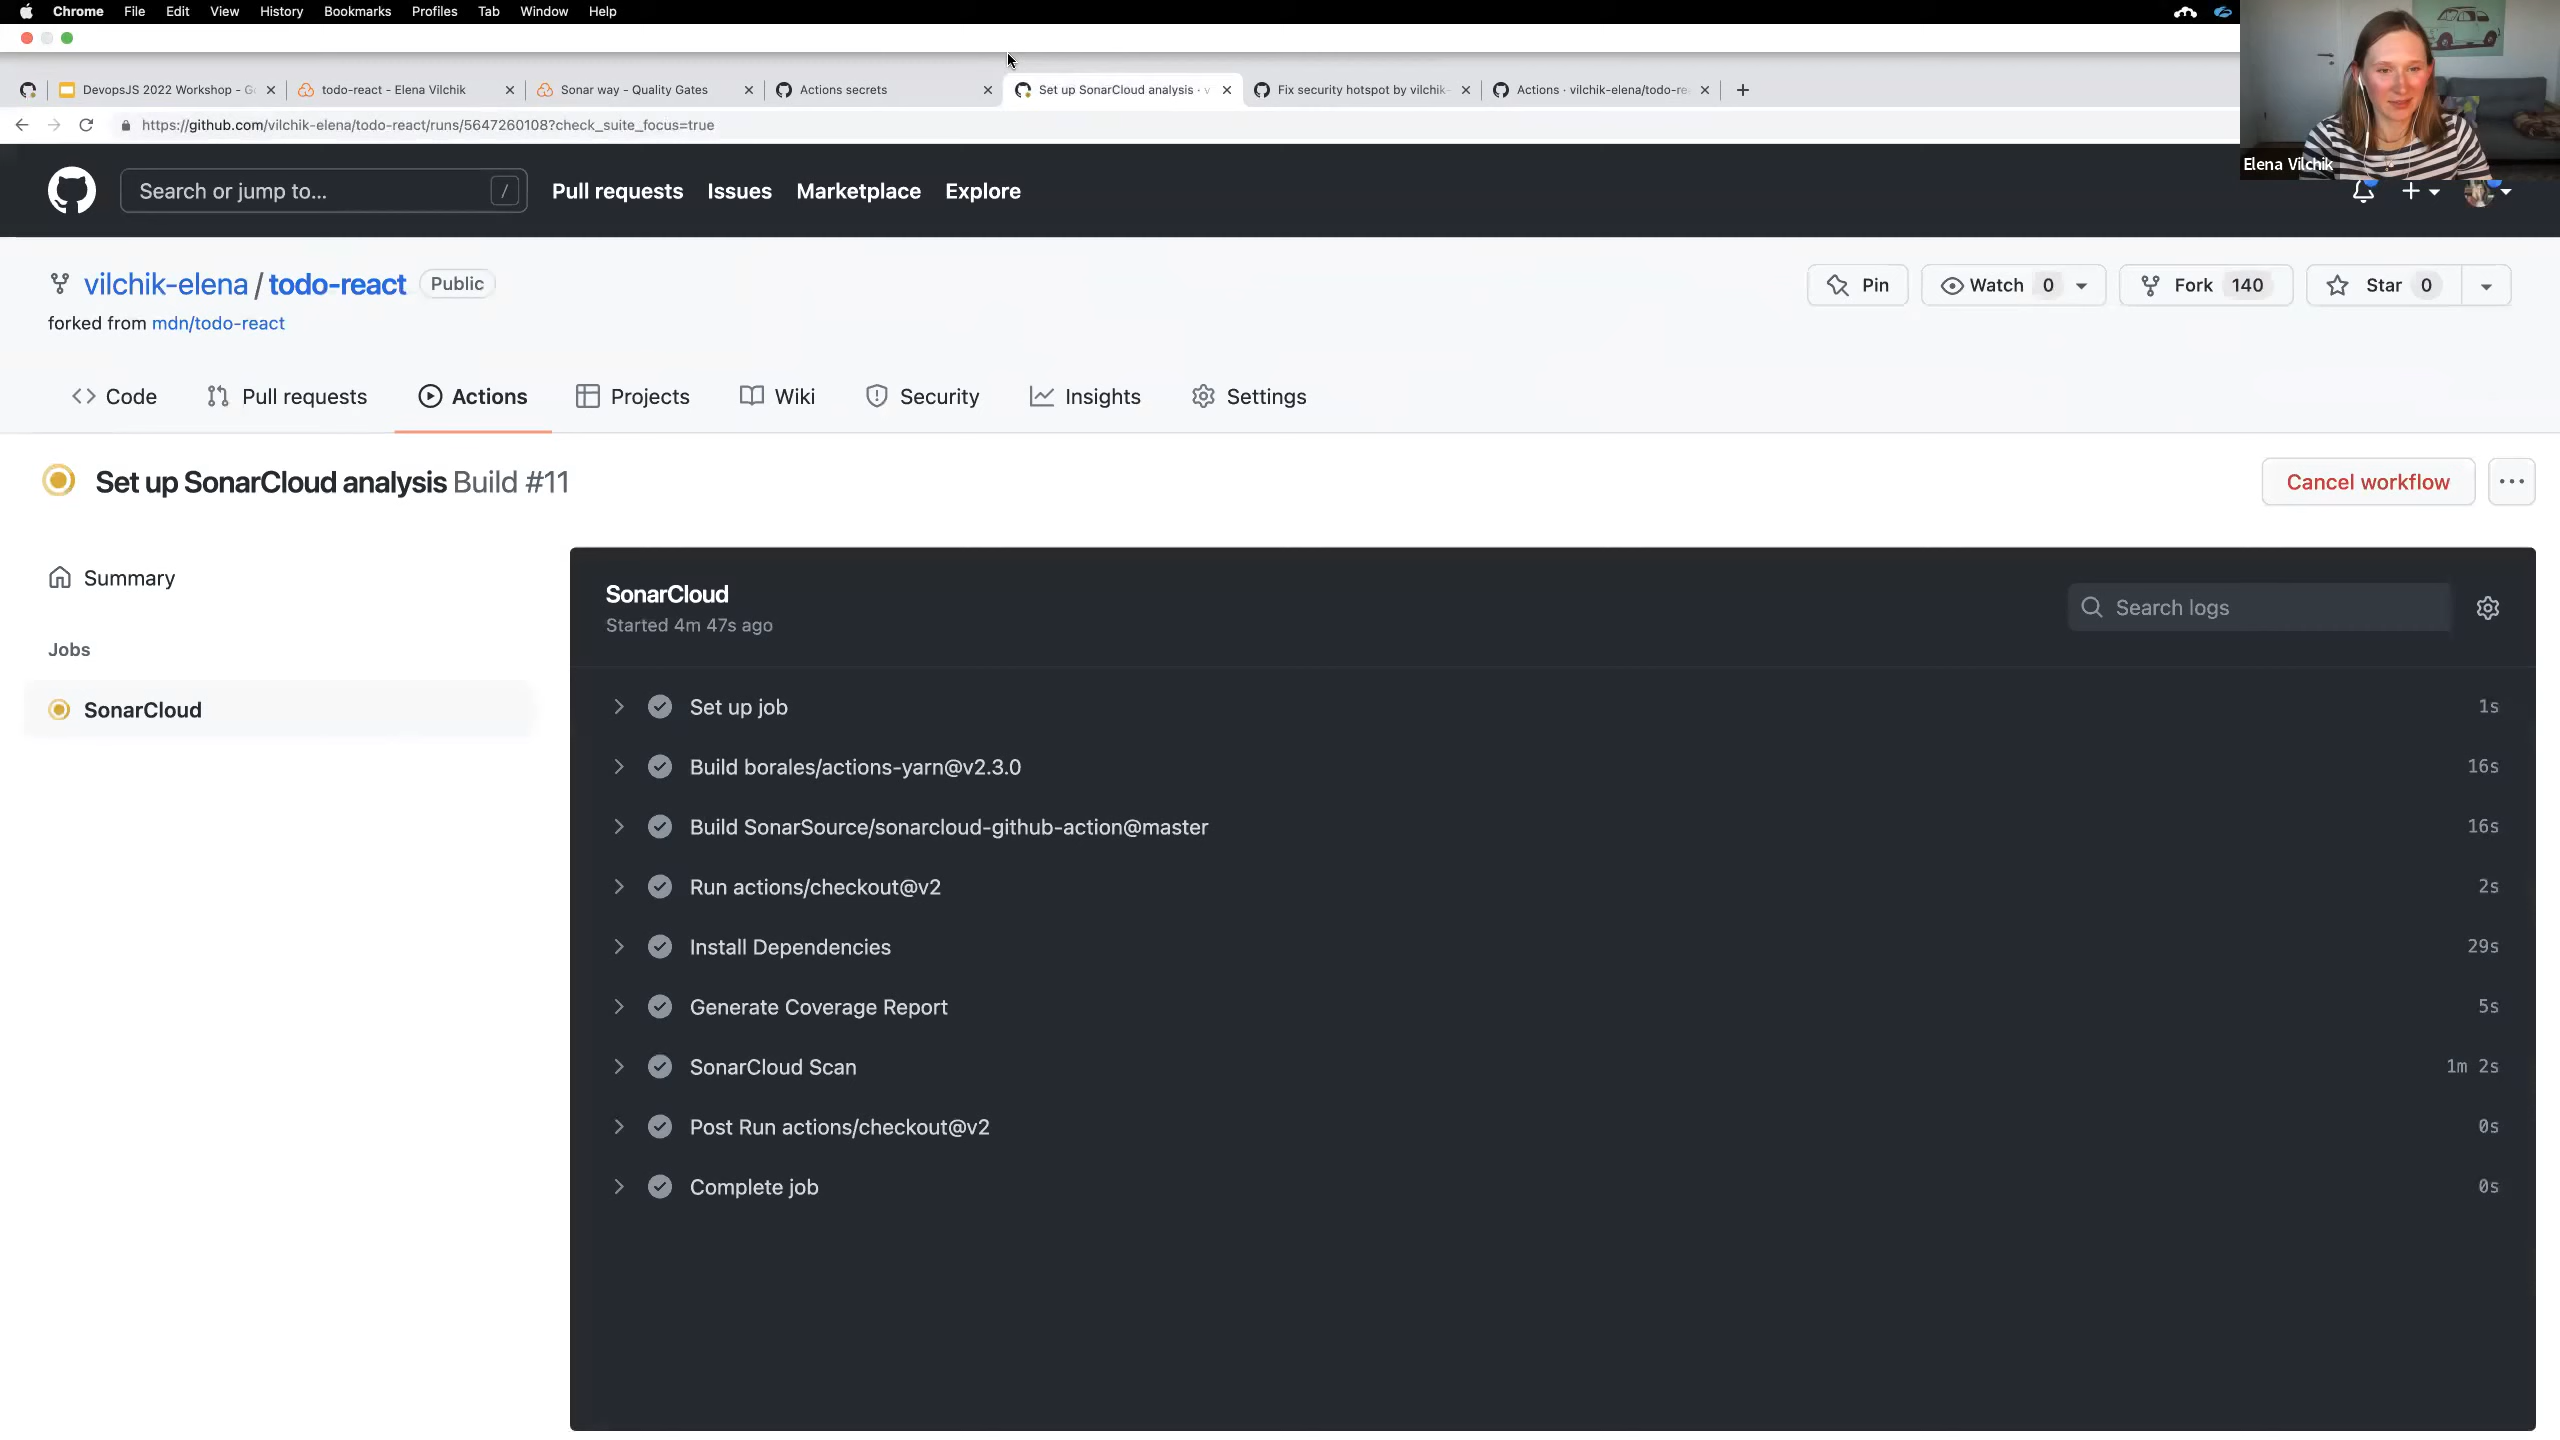 Chrome File Edit View History Bookmarks Profiles Tab Window Help
DevopsJS 2022 Workshop - Go todo-react - Elena Vilchik Sonar way - Quality Gates Actions secrets Set up SonarCloud analysis · v Fix security hotspot by vilchik- Actions · vilchik-elena/todo-re
https://github.com/vilchik-elena/todo-react/runs/5647260108?check_suite_focus=true
Elena Vilchik
Search or jump to... / Pull requests Issues Marketplace Explore
vilchik-elena / todo-react Public
Pin Watch 0 Fork 140 Star 0
forked from mdn/todo-react
Code Pull requests Actions Projects Wiki Security Insights Settings
Set up SonarCloud analysis Build #11
Cancel workflow
Summary
Jobs
SonarCloud
SonarCloud
Started 4m 47s ago
Search logs
Set up job 1s
Build borales/actions-yarn@v2.3.0 16s
Build SonarSource/sonarcloud-github-action@master 16s
Run actions/checkout@v2 2s
Install Dependencies 29s
Generate Coverage Report 5s
SonarCloud Scan 1m 2s
Post Run actions/checkout@v2 0s
Complete job 0s